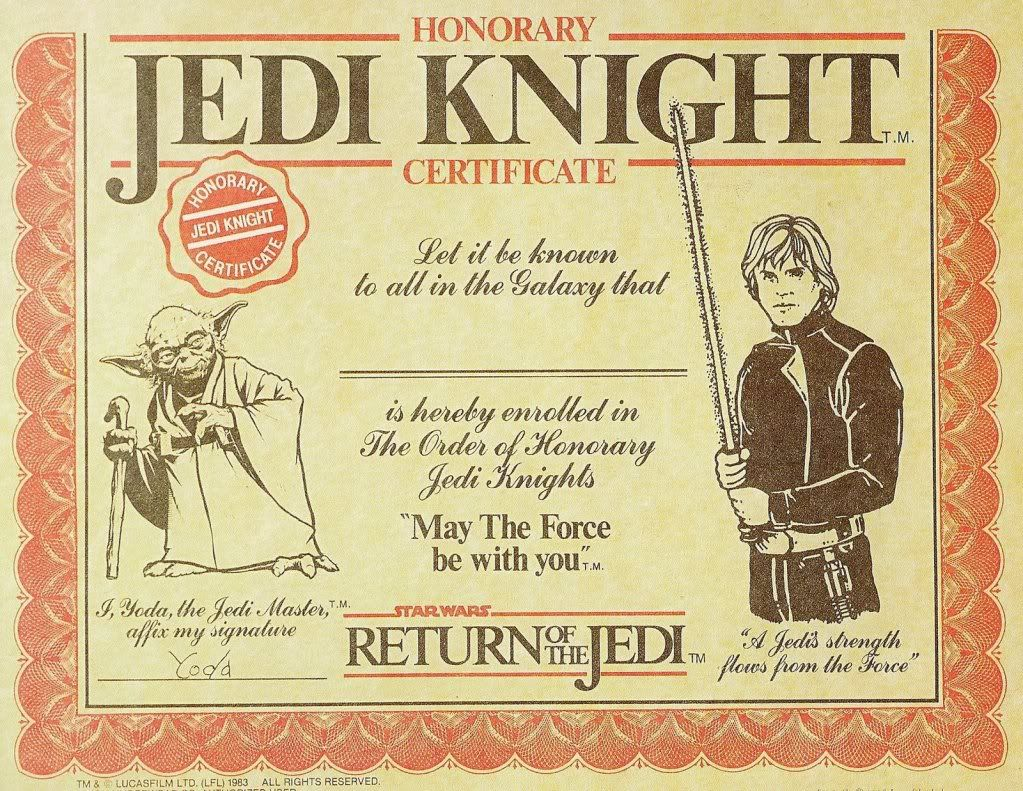 HONORARY
JEDI KNIGHT T.M.
CERTIFICATE
HONORARY
JEDI KNIGHT
CERTIFICATE
Let it be known
to all in the Galaxy that
is hereby enrolled in
The Order of Honorary
Jedi Knights
"May The Force
be with you" T.M.
I, Yoda, the Jedi Master, T.M.
affix my signature
Yoda
STAR WARS
RETURN OF THE JEDI TM
"A Jedi's strength
flows from the Force"
TM & © LUCASFILM LTD. (LFL) 1983 ALL RIGHTS RESERVED.